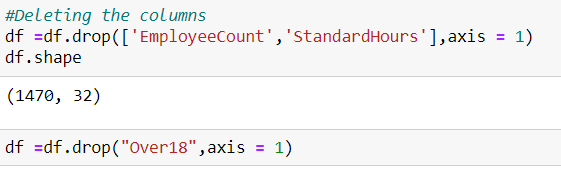 #Deleting the columns
df =df.drop(['EmployeeCount','StandardHours'],axis = 1)
df.shape
(1470, 32)
df =df.drop("Over18",axis = 1)